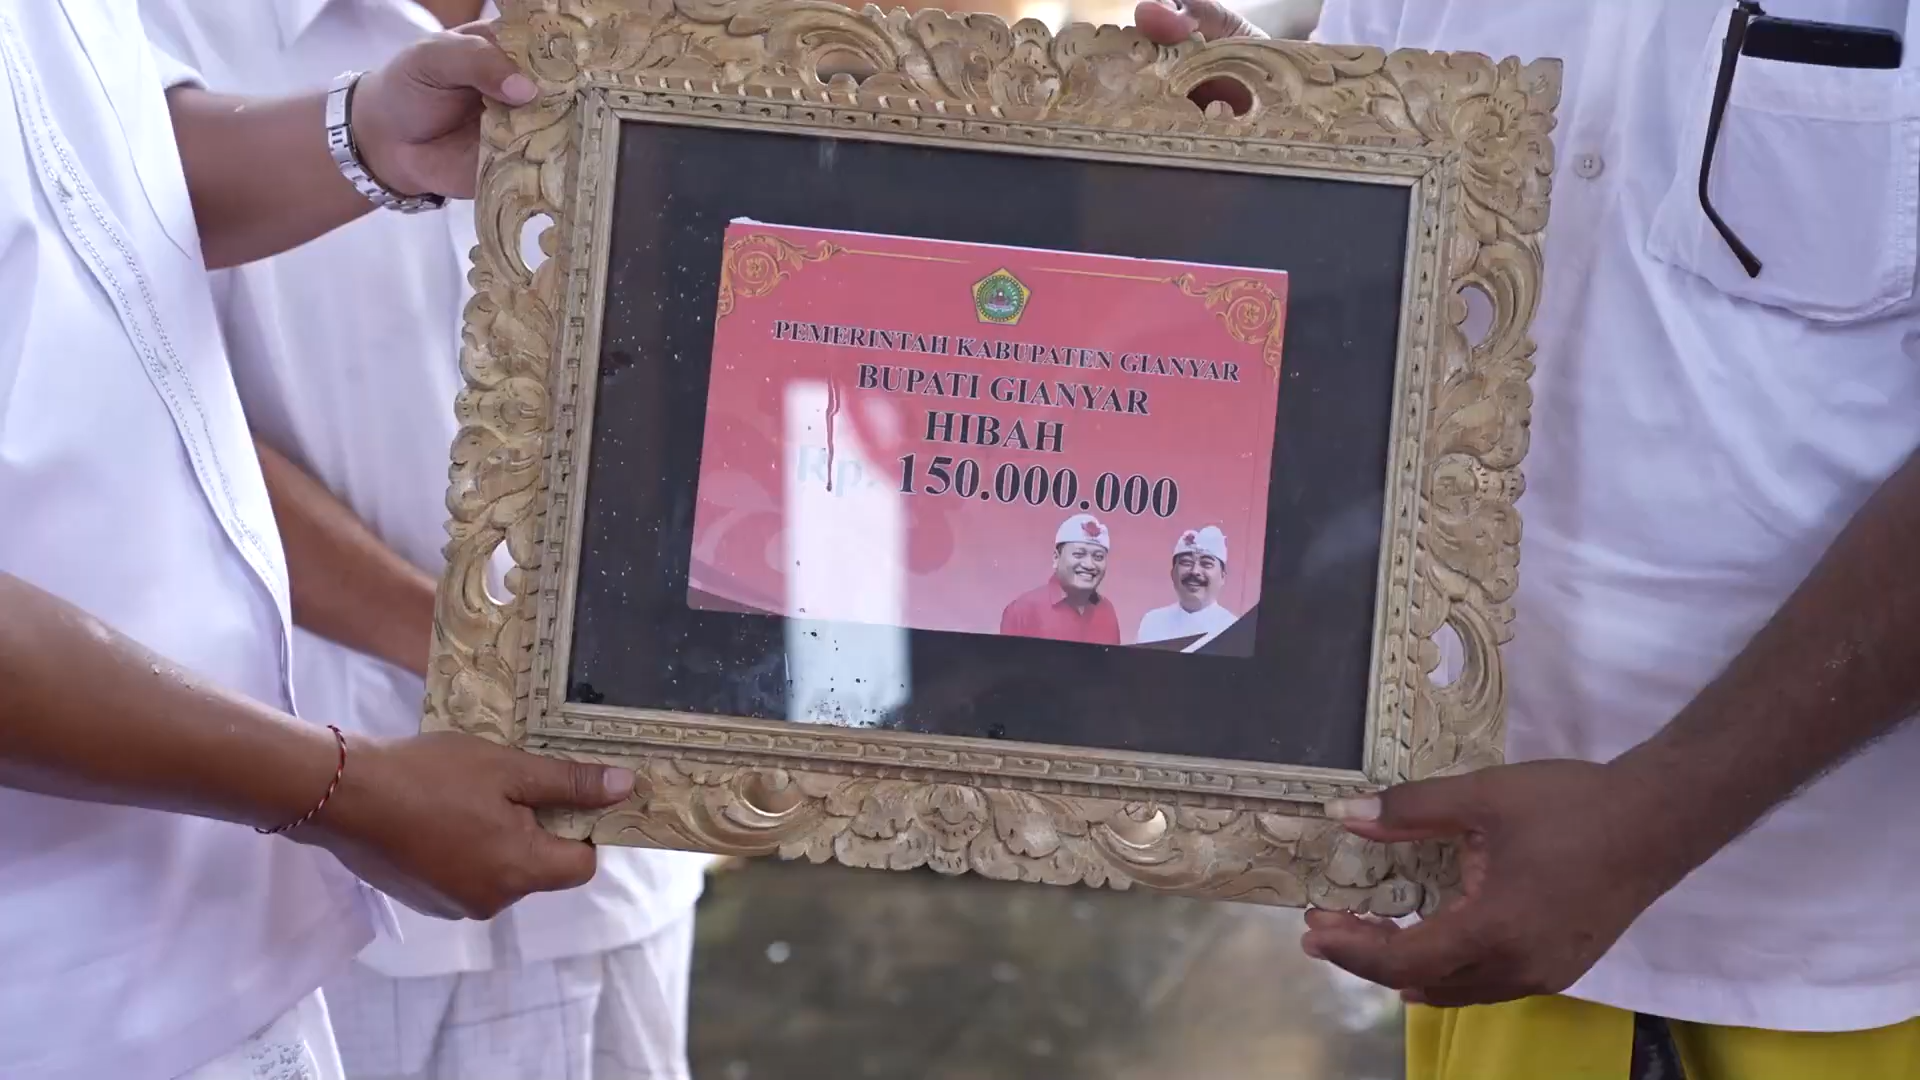 PEMERINTAH KABUPATEN GIANYAR
BUPATI GIANYAR
HIBAH
Rp. 150.000.000